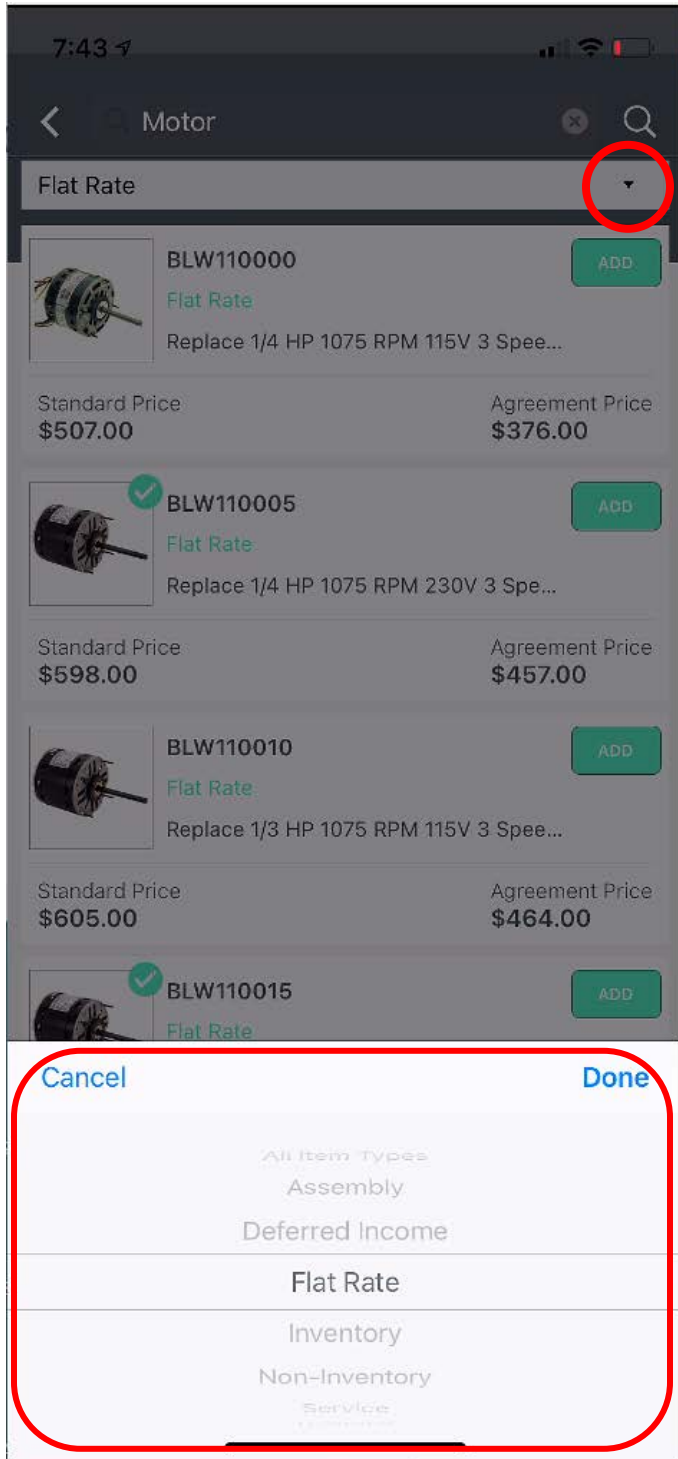 7:43
Motor
Flat Rate
BLW110000
ADD
Flat Rate
Replace 1/4 HP 1075 RPM 115V 3 Spee...
Standard Price Agreement Price
$507.00 $376.00
BLW110005
ADD
Flat Rate
Replace 1/4 HP 1075 RPM 230V 3 Spe...
Standard Price Agreement Price
$598.00 $457.00
BLW110010
ADD
Flat Rate
Replace 1/3 HP 1075 RPM 115V 3 Spee...
Standard Price Agreement Price
$605.00 $464.00
BLW110015
ADD
Flat Rate
Cancel Done
All Item Types
Assembly
Deferred Income
Flat Rate
Inventory
Non-Inventory
Service